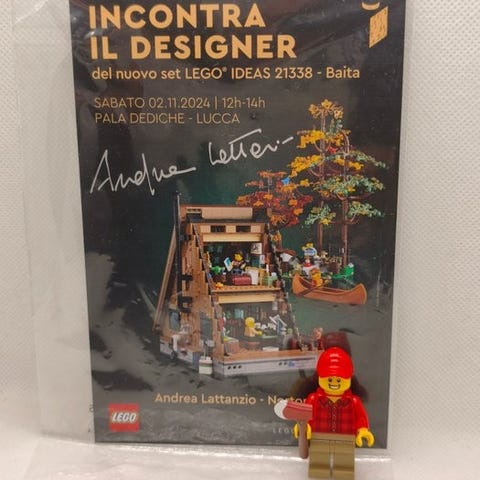 INCONTRA
IL DESIGNER
del nuovo set LEGO® IDEAS 21338 - Baita
SABATO 02.11.2024 | 12h-14h
PALA DEDICHE - LUCCA
Andrea Lattanzio -
LEGO